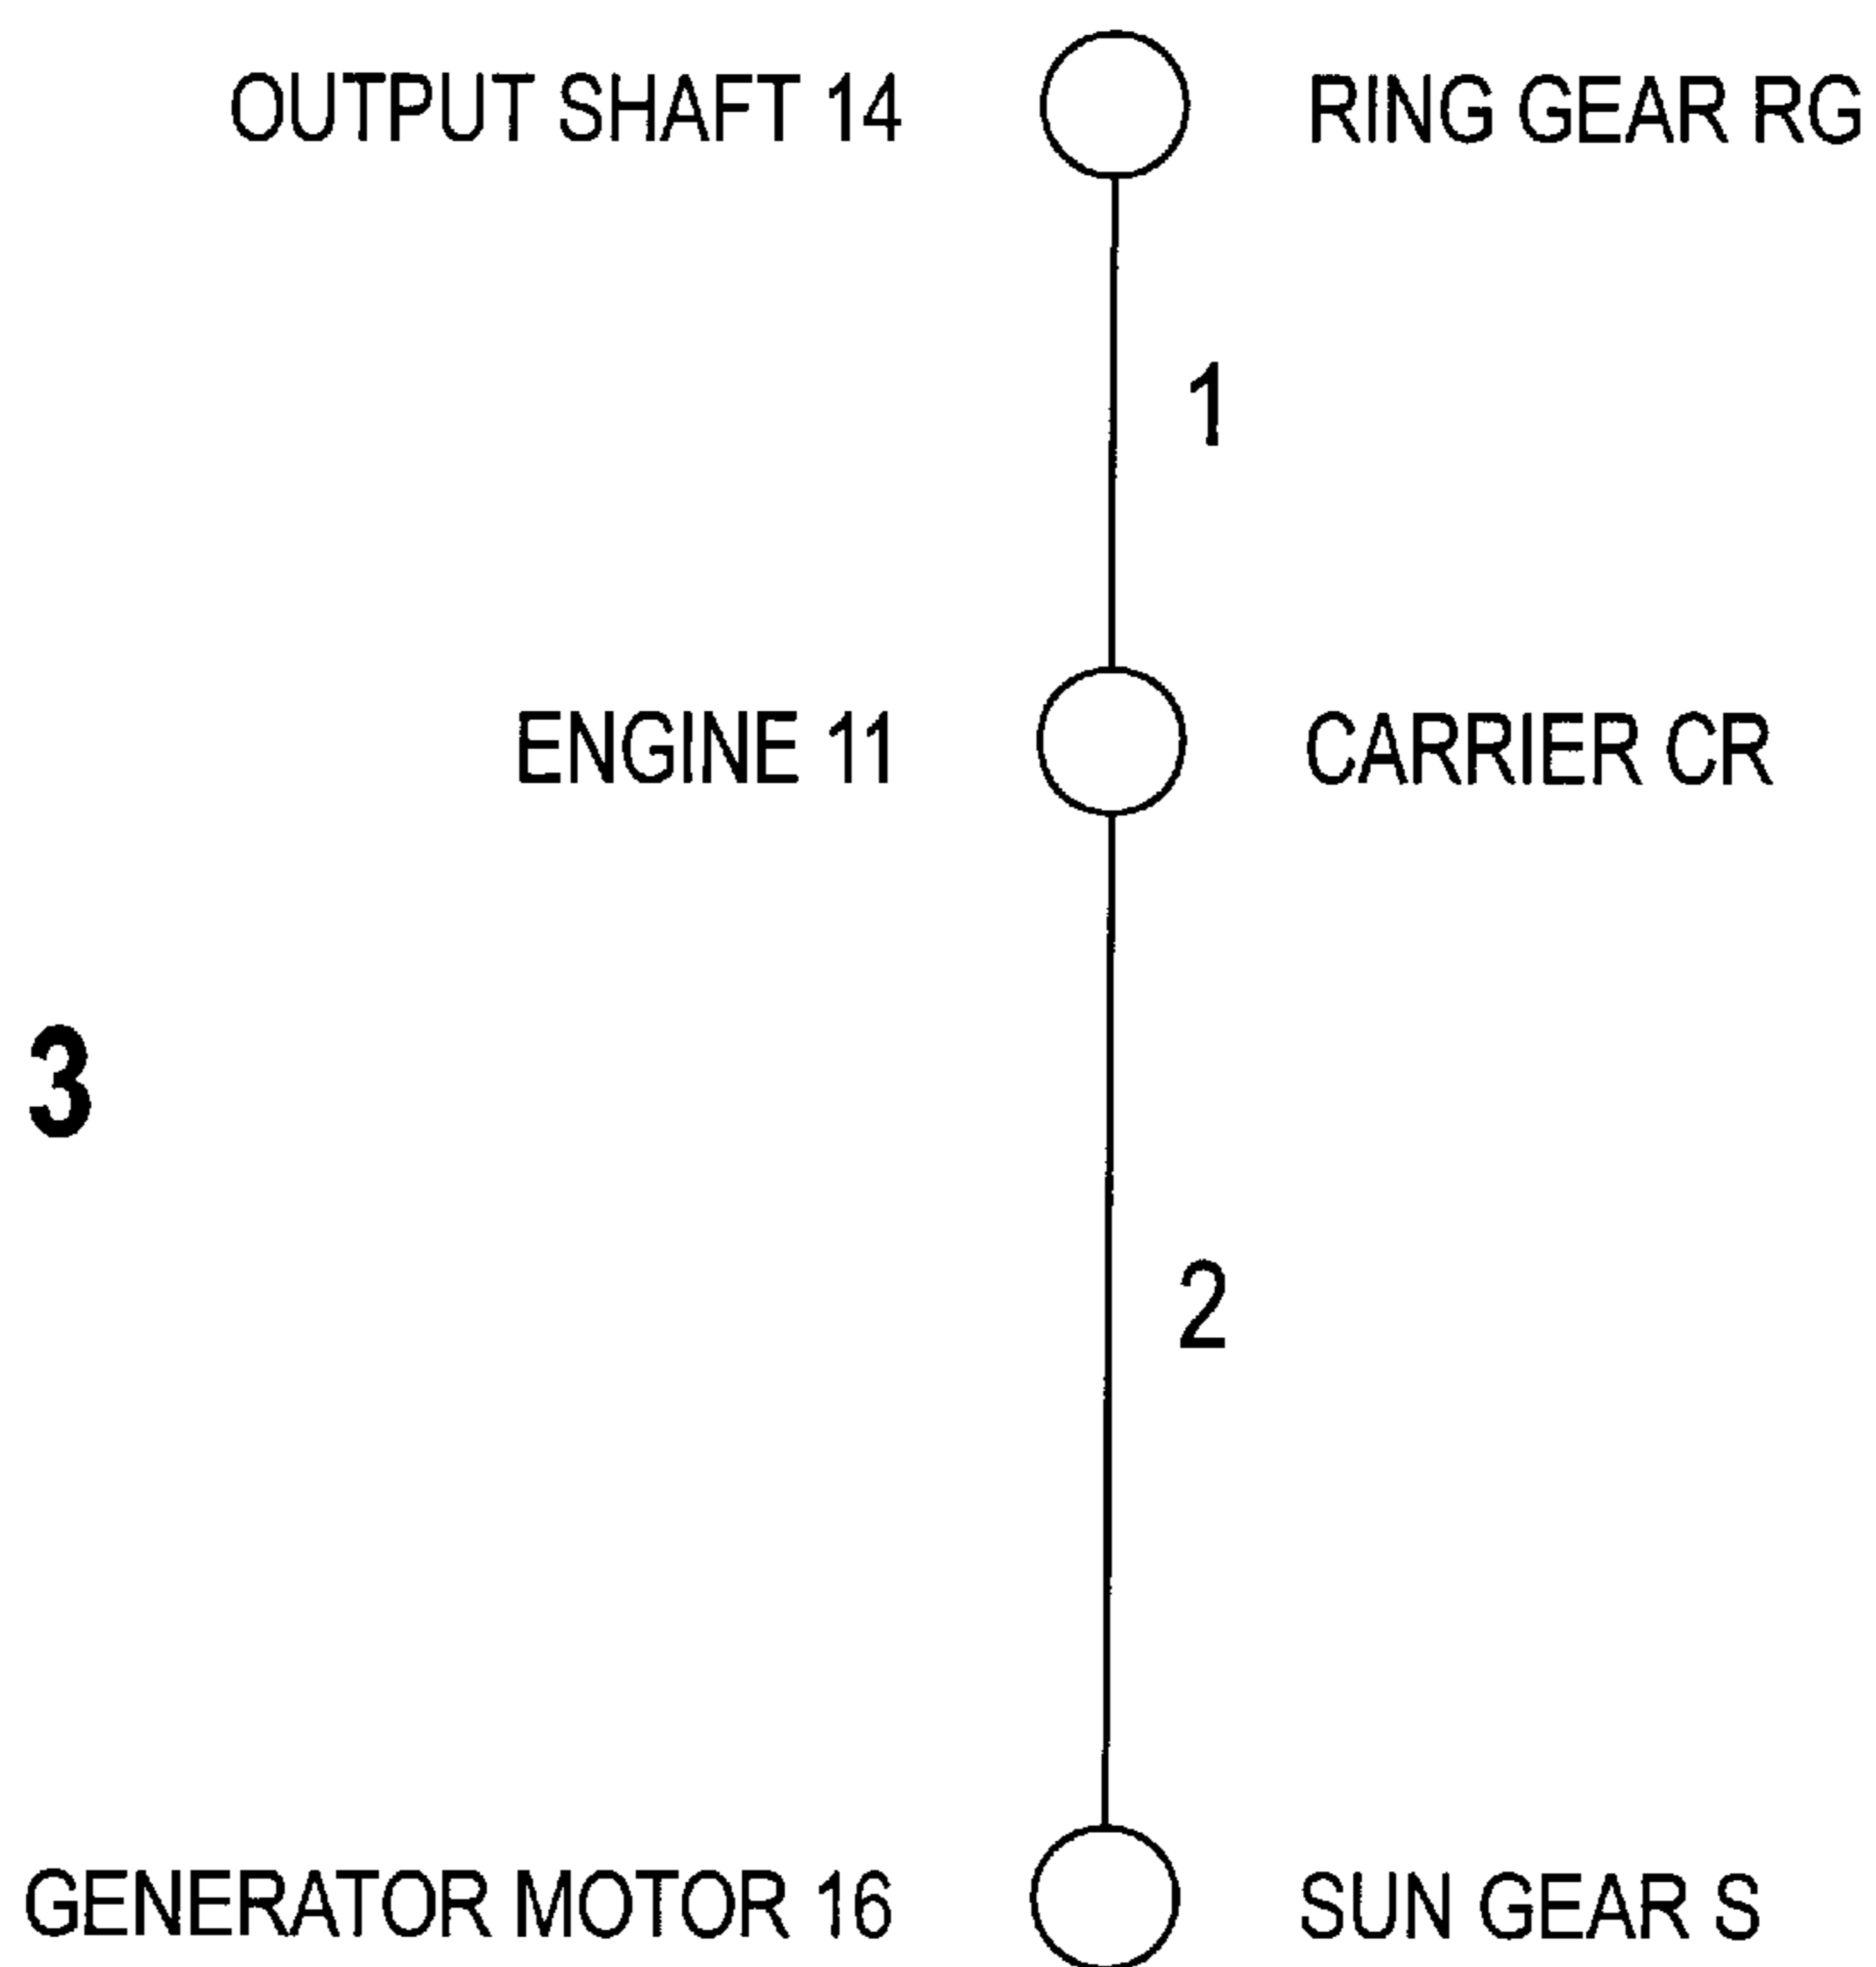 OUTPUT SHAFT 14 RING GEAR RG
1
ENGINE 11 CARRIER CR
3
2
GENERATOR MOTOR 16 SUN GEAR S